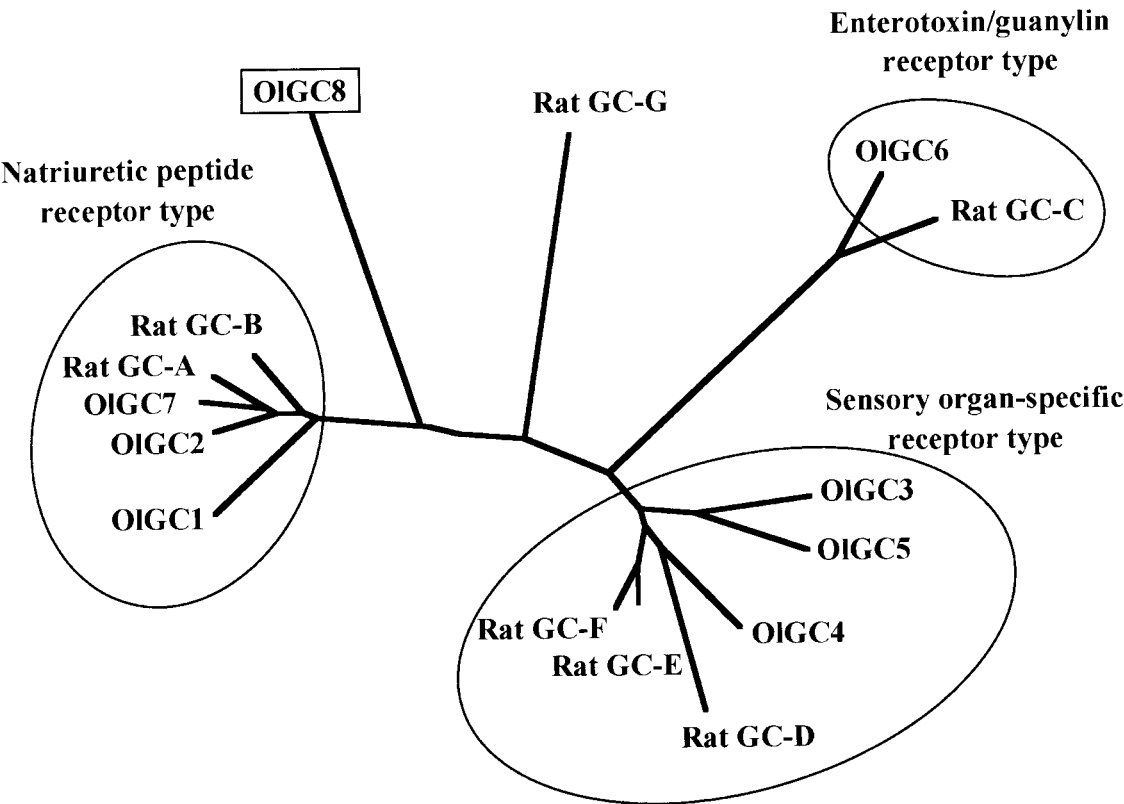 Enterotoxin/guanylin
receptor type
OlGC8
Rat GC-G
OlGC6
Rat GC-C
Natriuretic peptide
receptor type
Rat GC-B
Rat GC-A
OlGC7
OlGC2
OlGC1
Sensory organ-specific
receptor type
OlGC3
OlGC5
Rat GC-F
OlGC4
Rat GC-E
Rat GC-D